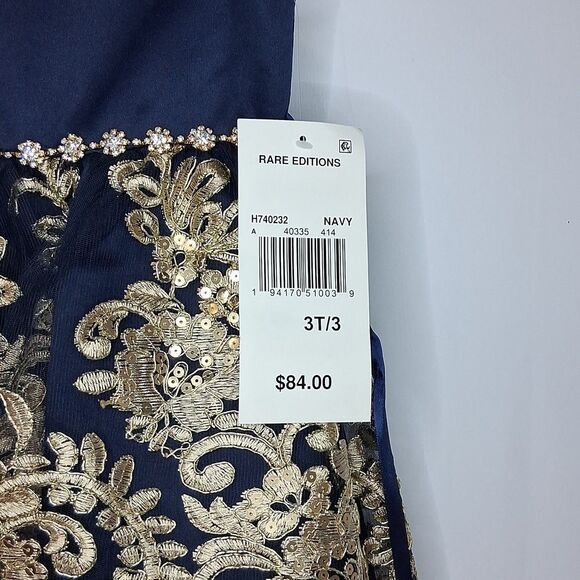 RARE EDITIONS
H740232 NAVY
A 40335 414
1 94170 51003 9
3T/3
$84.00